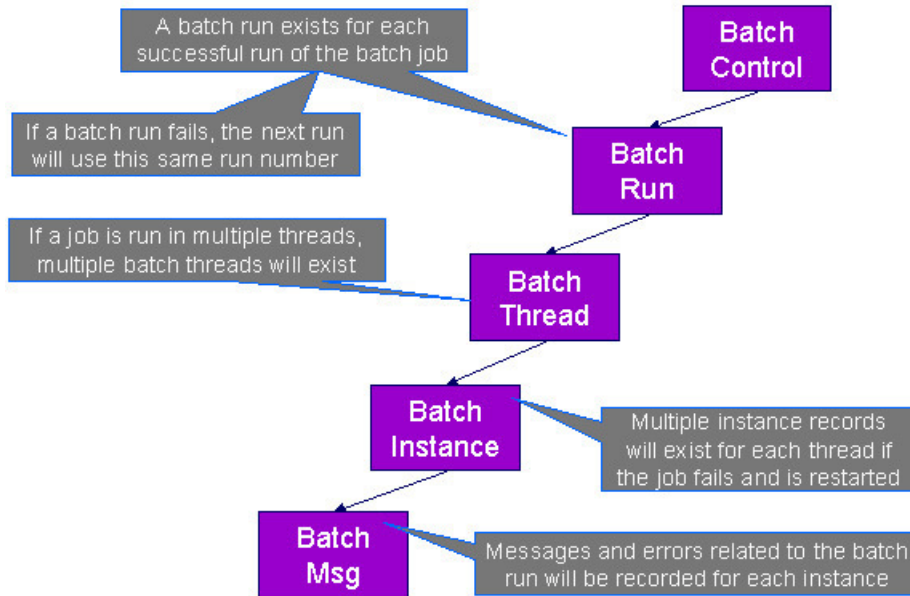 A batch run exists for each
successful run of the batch job
Batch
Control
If a batch run fails, the next run
will use this same run number
Batch
Run
If a job is run in multiple threads,
multiple batch threads will exist
Batch
Thread
Batch
Instance
Multiple instance records
will exist for each thread if
the job fails and is restarted
Batch
Msg
Messages and errors related to the batch
run will be recorded for each instance